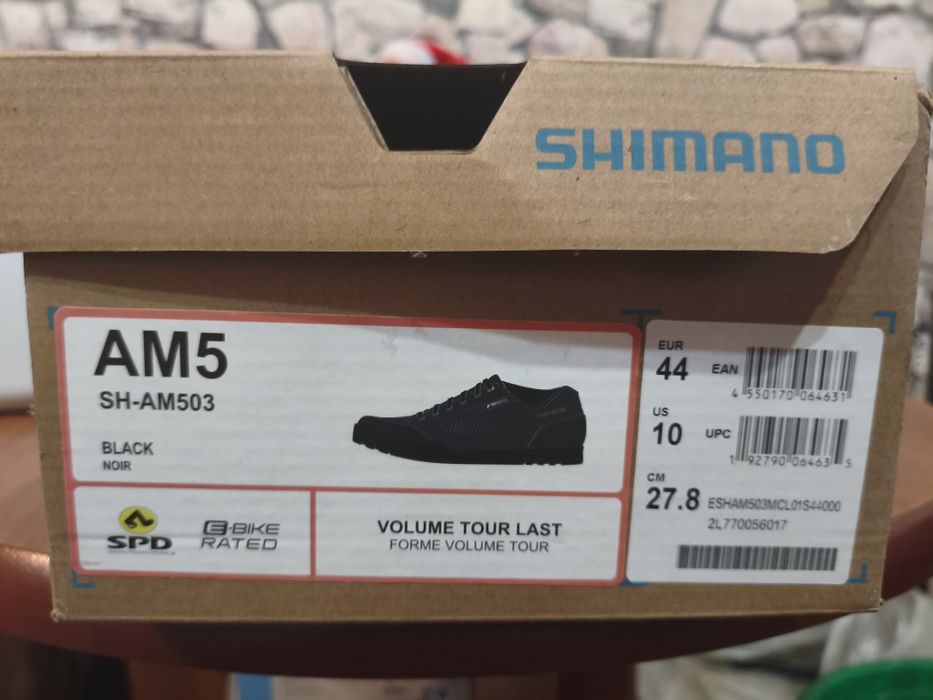 SHIMANO
AM5
SH-AM503
BLACK
NOIR
SPD
E-BIKE
RATED
VOLUME TOUR LAST
FORME VOLUME TOUR
EUR
44
EAN
4 550170 064631
US
10
UPC
1 92790 06463 5
CM
27.8
ESHAM503MCL01S44000
2L770056017